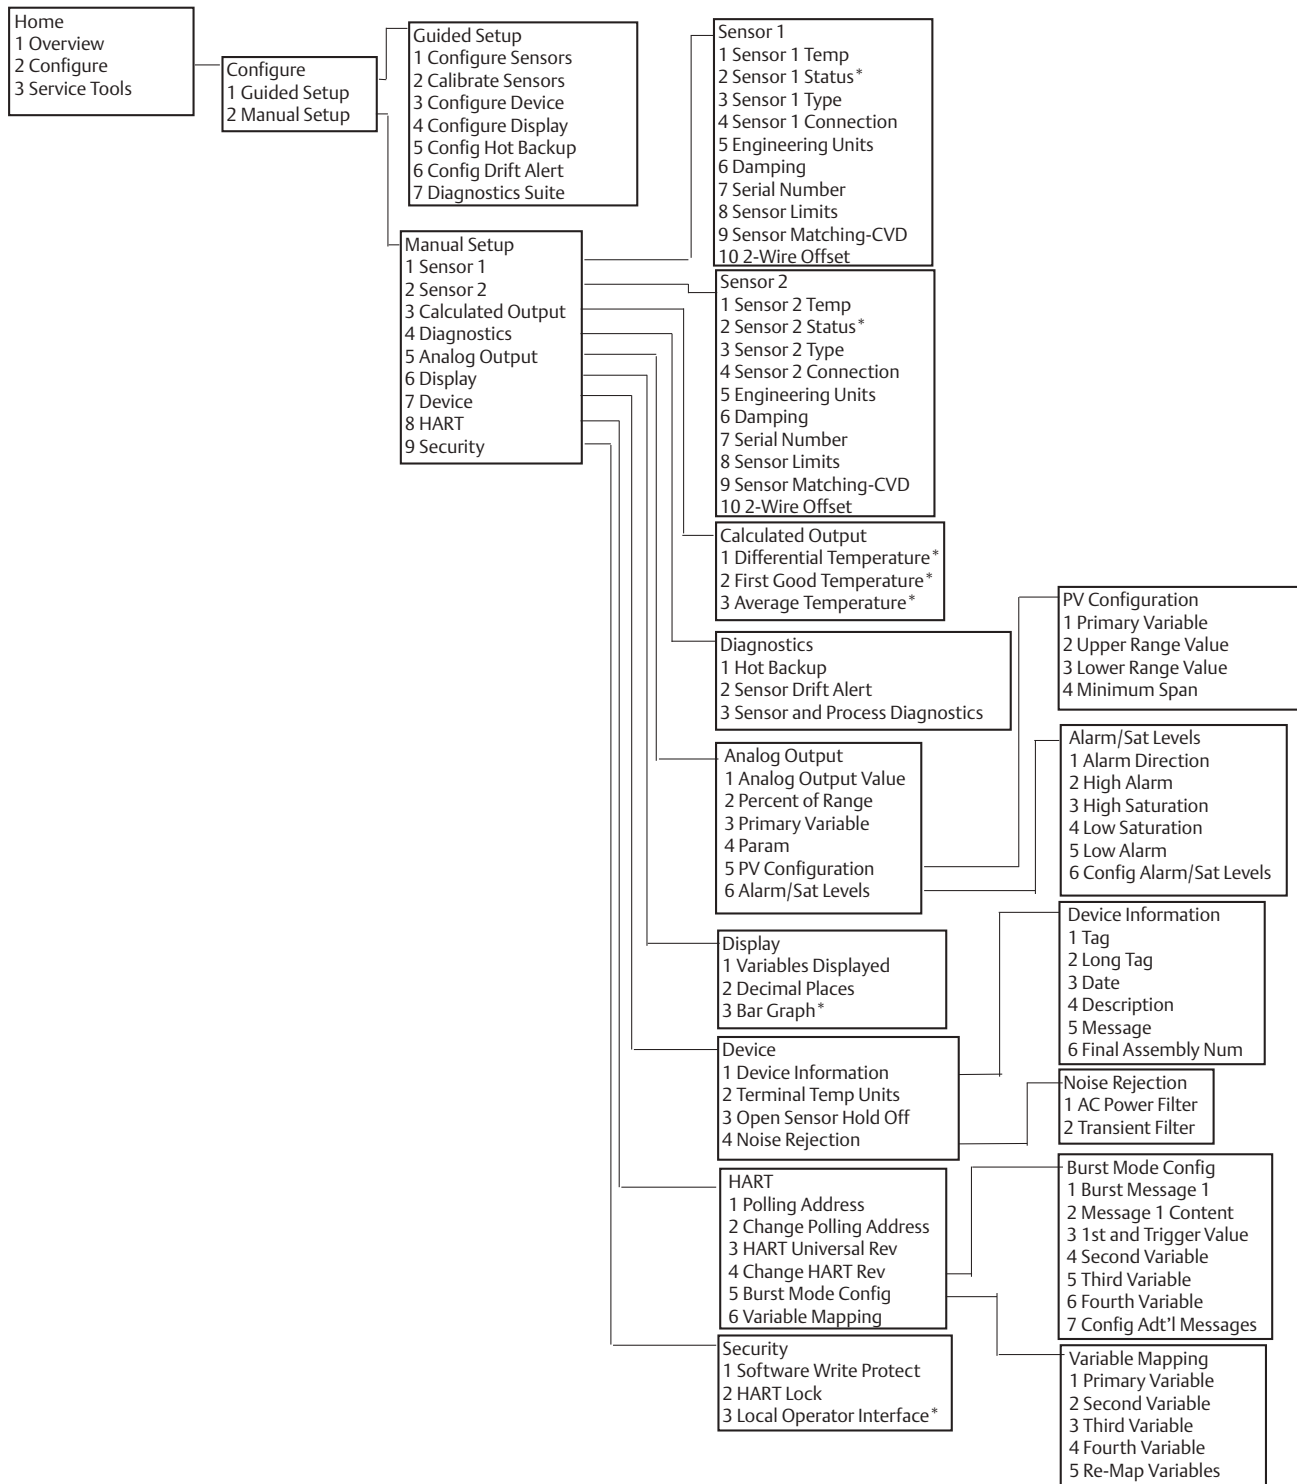 Home
1 Overview
2 Configure
3 Service Tools
Configure
1 Guided Setup
2 Manual Setup
Guided Setup
1 Configure Sensors
2 Calibrate Sensors
3 Configure Device
4 Configure Display
5 Config Hot Backup
6 Config Drift Alert
7 Diagnostics Suite
Manual Setup
1 Sensor 1
2 Sensor 2
3 Calculated Output
4 Diagnostics
5 Analog Output
6 Display
7 Device
8 HART
9 Security
Sensor 1
1 Sensor 1 Temp
2 Sensor 1 Status*
3 Sensor 1 Type
4 Sensor 1 Connection
5 Engineering Units
6 Damping
7 Serial Number
8 Sensor Limits
9 Sensor Matching-CVD
10 2-Wire Offset
Sensor 2
1 Sensor 2 Temp
2 Sensor 2 Status*
3 Sensor 2 Type
4 Sensor 2 Connection
5 Engineering Units
6 Damping
7 Serial Number
8 Sensor Limits
9 Sensor Matching-CVD
10 2-Wire Offset
Calculated Output
1 Differential Temperature*
2 First Good Temperature*
3 Average Temperature*
Diagnostics
1 Hot Backup
2 Sensor Drift Alert
3 Sensor and Process Diagnostics
Analog Output
1 Analog Output Value
2 Percent of Range
3 Primary Variable
4 Param
5 PV Configuration
6 Alarm/Sat Levels
Display
1 Variables Displayed
2 Decimal Places
3 Bar Graph*
Device
1 Device Information
2 Terminal Temp Units
3 Open Sensor Hold Off
4 Noise Rejection
HART
1 Polling Address
2 Change Polling Address
3 HART Universal Rev
4 Change HART Rev
5 Burst Mode Config
6 Variable Mapping
Security
1 Software Write Protect
2 HART Lock
3 Local Operator Interface*
PV Configuration
1 Primary Variable
2 Upper Range Value
3 Lower Range Value
4 Minimum Span
Alarm/Sat Levels
1 Alarm Direction
2 High Alarm
3 High Saturation
4 Low Saturation
5 Low Alarm
6 Config Alarm/Sat Levels
Device Information
1 Tag
2 Long Tag
3 Date
4 Description
5 Message
6 Final Assembly Num
Noise Rejection
1 AC Power Filter
2 Transient Filter
Burst Mode Config
1 Burst Message 1
2 Message 1 Content
3 1st and Trigger Value
4 Second Variable
5 Third Variable
6 Fourth Variable
7 Config Adt'l Messages
Variable Mapping
1 Primary Variable
2 Second Variable
3 Third Variable
4 Fourth Variable
5 Re-Map Variables